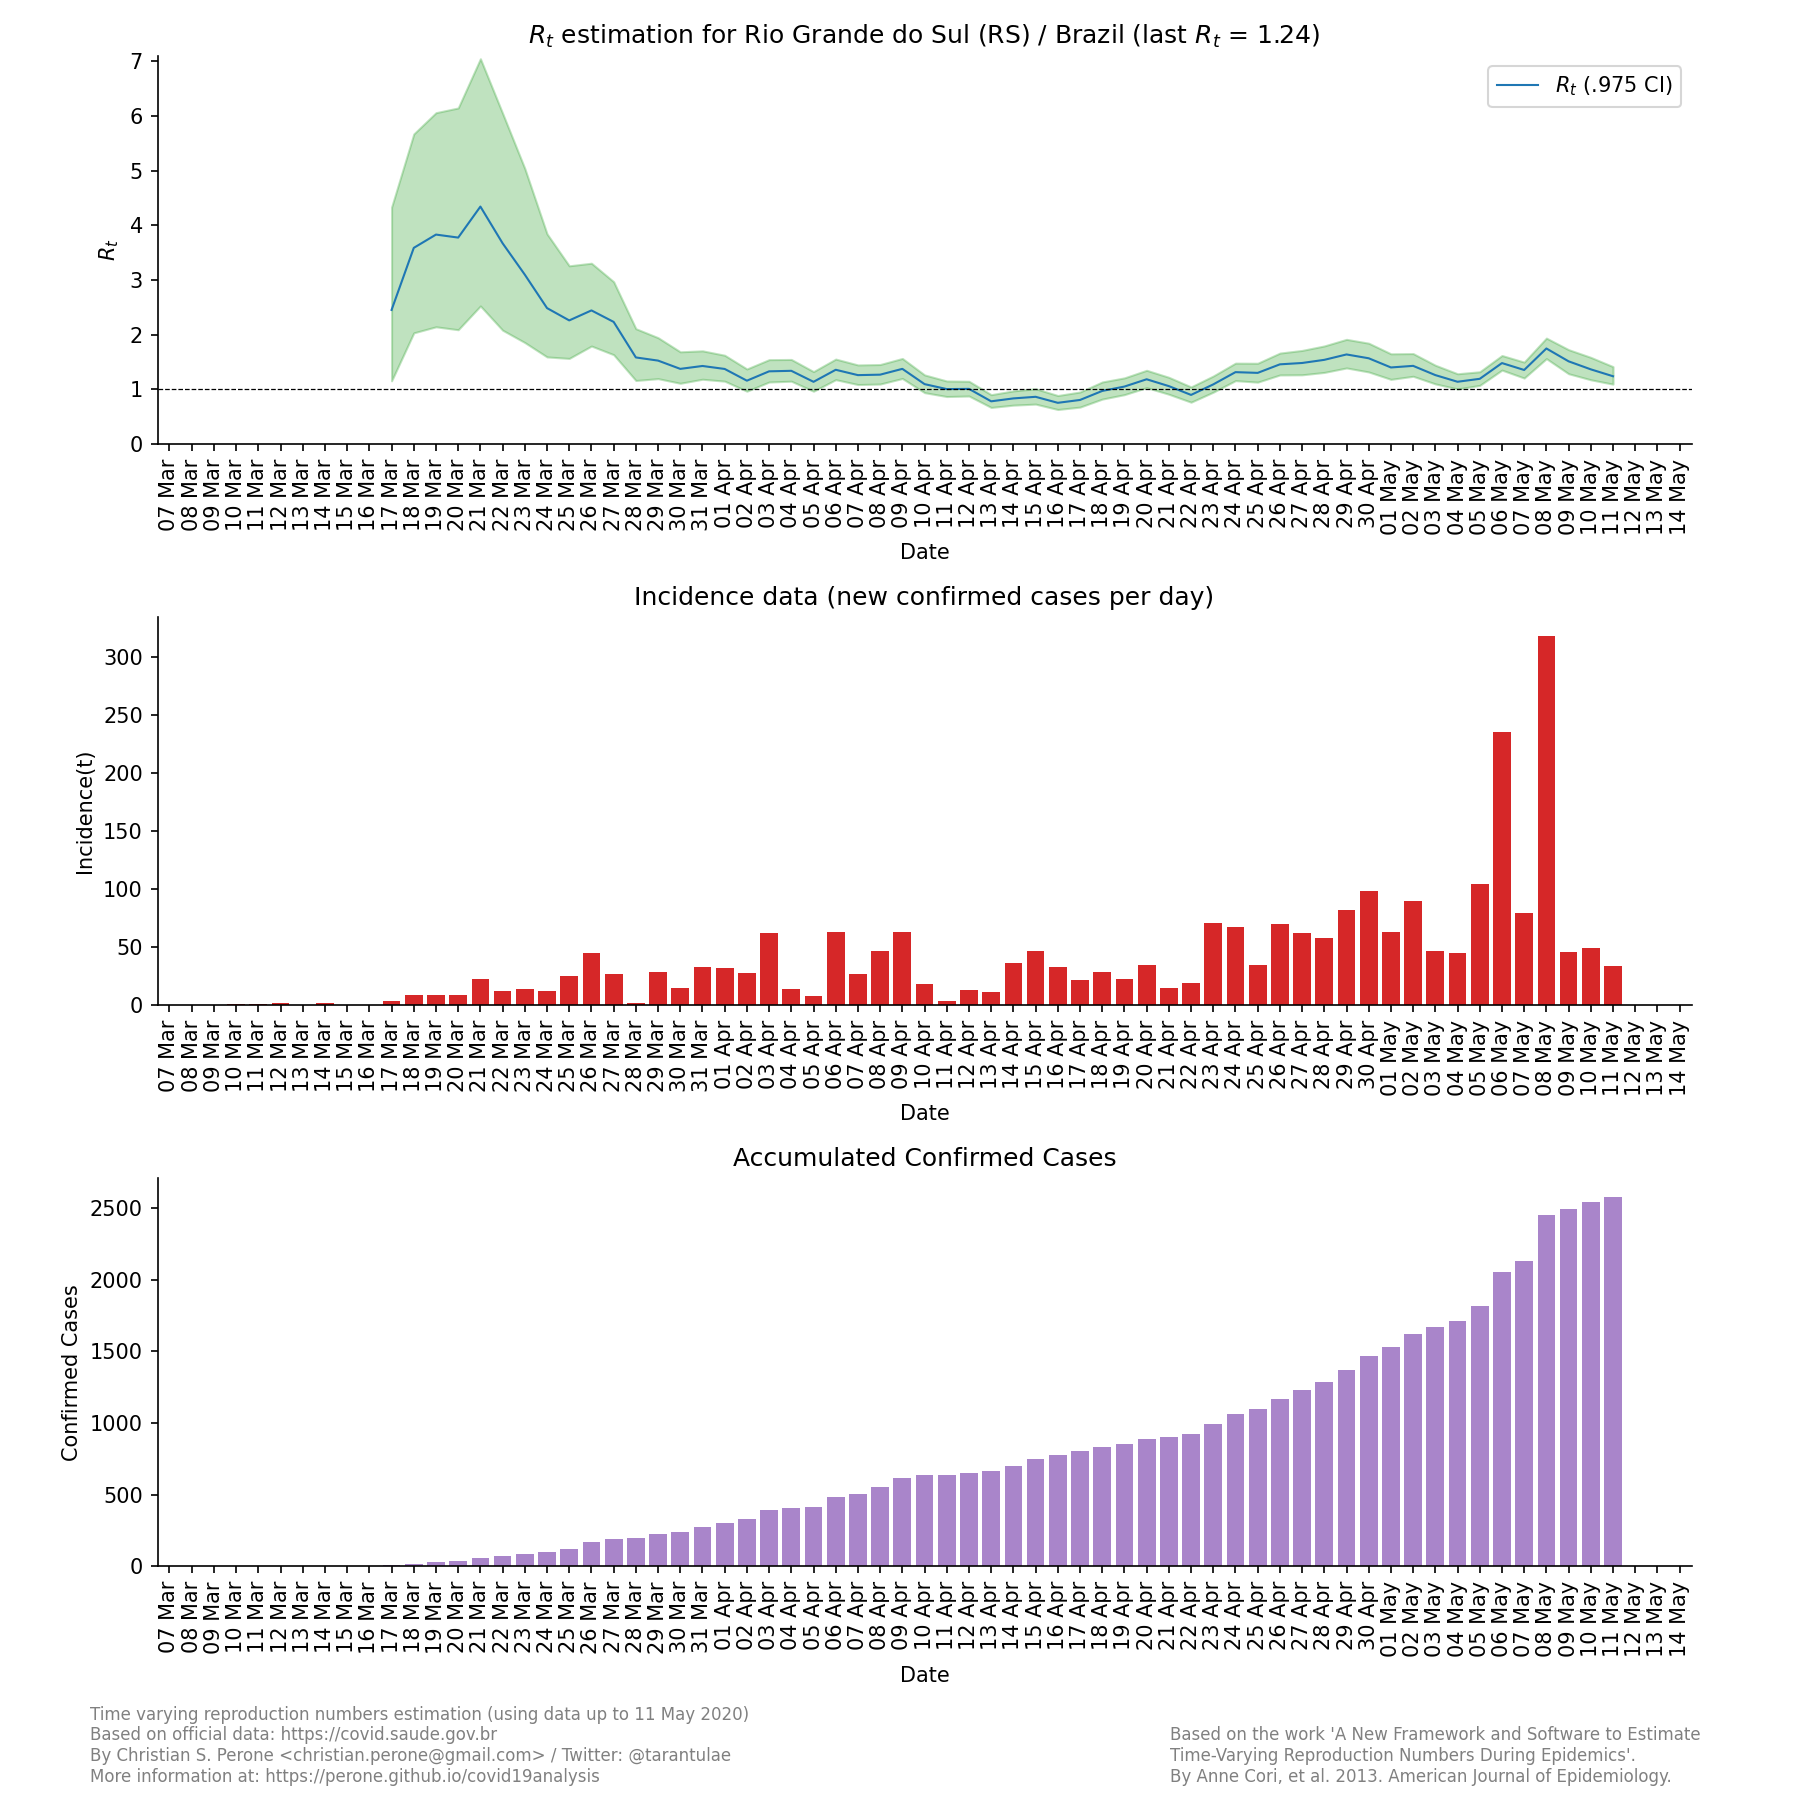 Rt estimation for Rio Grande do Sul (RS) / Brazil (last Rt = 1.24)
Rt (.975 CI)
Rt
7
6
5
4
3
2
1
0
07 Mar 08 Mar 09 Mar 10 Mar 11 Mar 12 Mar 13 Mar 14 Mar 15 Mar 16 Mar 17 Mar 18 Mar 19 Mar 20 Mar 21 Mar 22 Mar 23 Mar 24 Mar 25 Mar 26 Mar 27 Mar 28 Mar 29 Mar 30 Mar 31 Mar 01 Apr 02 Apr 03 Apr 04 Apr 05 Apr 06 Apr 07 Apr 08 Apr 09 Apr 10 Apr 11 Apr 12 Apr 13 Apr 14 Apr 15 Apr 16 Apr 17 Apr 18 Apr 19 Apr 20 Apr 21 Apr 22 Apr 23 Apr 24 Apr 25 Apr 26 Apr 27 Apr 28 Apr 29 Apr 30 Apr 01 May 02 May 03 May 04 May 05 May 06 May 07 May 08 May 09 May 10 May 11 May 12 May 13 May 14 May
Date
Incidence data (new confirmed cases per day)
Incidence(t)
300
250
200
150
100
50
0
07 Mar 08 Mar 09 Mar 10 Mar 11 Mar 12 Mar 13 Mar 14 Mar 15 Mar 16 Mar 17 Mar 18 Mar 19 Mar 20 Mar 21 Mar 22 Mar 23 Mar 24 Mar 25 Mar 26 Mar 27 Mar 28 Mar 29 Mar 30 Mar 31 Mar 01 Apr 02 Apr 03 Apr 04 Apr 05 Apr 06 Apr 07 Apr 08 Apr 09 Apr 10 Apr 11 Apr 12 Apr 13 Apr 14 Apr 15 Apr 16 Apr 17 Apr 18 Apr 19 Apr 20 Apr 21 Apr 22 Apr 23 Apr 24 Apr 25 Apr 26 Apr 27 Apr 28 Apr 29 Apr 30 Apr 01 May 02 May 03 May 04 May 05 May 06 May 07 May 08 May 09 May 10 May 11 May 12 May 13 May 14 May
Date
Accumulated Confirmed Cases
Confirmed Cases
2500
2000
1500
1000
500
0
07 Mar 08 Mar 09 Mar 10 Mar 11 Mar 12 Mar 13 Mar 14 Mar 15 Mar 16 Mar 17 Mar 18 Mar 19 Mar 20 Mar 21 Mar 22 Mar 23 Mar 24 Mar 25 Mar 26 Mar 27 Mar 28 Mar 29 Mar 30 Mar 31 Mar 01 Apr 02 Apr 03 Apr 04 Apr 05 Apr 06 Apr 07 Apr 08 Apr 09 Apr 10 Apr 11 Apr 12 Apr 13 Apr 14 Apr 15 Apr 16 Apr 17 Apr 18 Apr 19 Apr 20 Apr 21 Apr 22 Apr 23 Apr 24 Apr 25 Apr 26 Apr 27 Apr 28 Apr 29 Apr 30 Apr 01 May 02 May 03 May 04 May 05 May 06 May 07 May 08 May 09 May 10 May 11 May 12 May 13 May 14 May
Date
Time varying reproduction numbers estimation (using data up to 11 May 2020)
Based on official data: https://covid.saude.gov.br
By Christian S. Perone <christian.perone@gmail.com> / Twitter: @tarantulae
More information at: https://perone.github.io/covid19analysis
Based on the work 'A New Framework and Software to Estimate
Time-Varying Reproduction Numbers During Epidemics'.
By Anne Cori, et al. 2013. American Journal of Epidemiology.